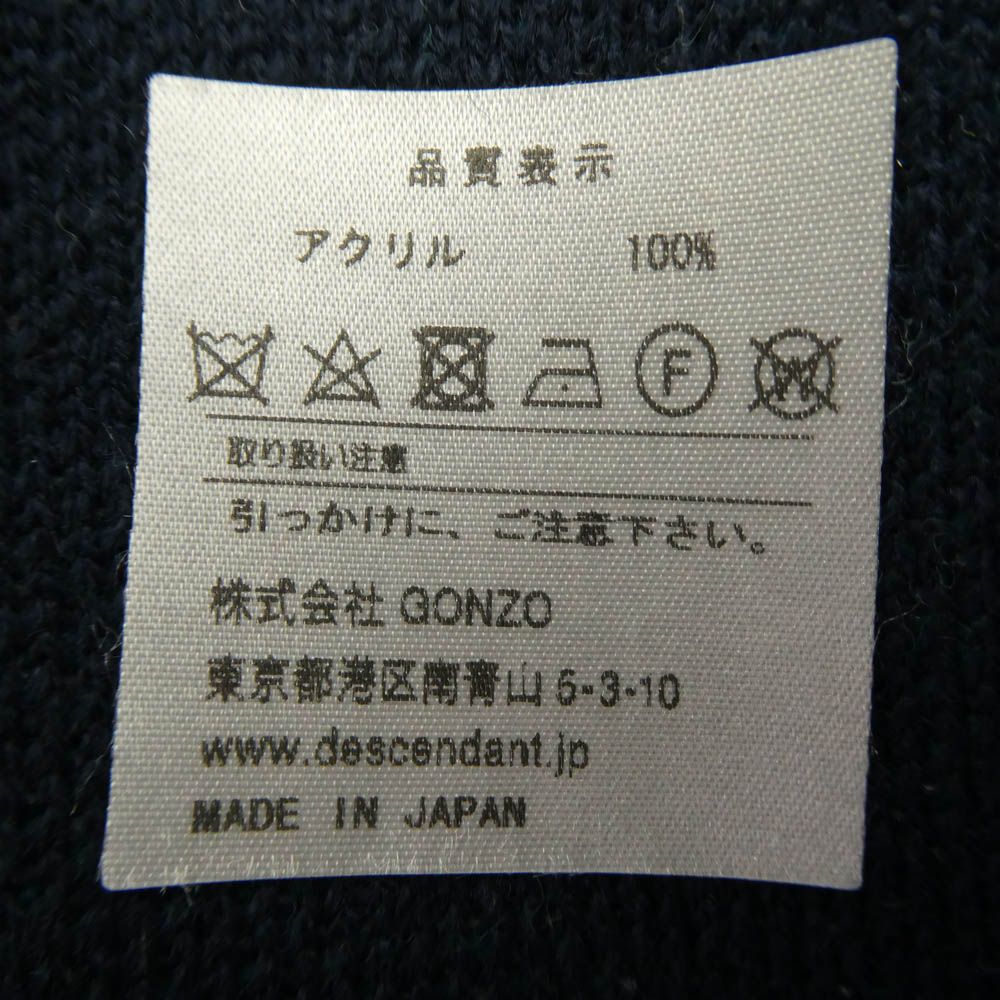 品質表示
アクリル 100%
F W
取り扱い注意
引っかけに、ご注意下さい。
株式会社 GONZO
東京都港区南青山 5-3-10
www.descendant.jp
MADE IN JAPAN